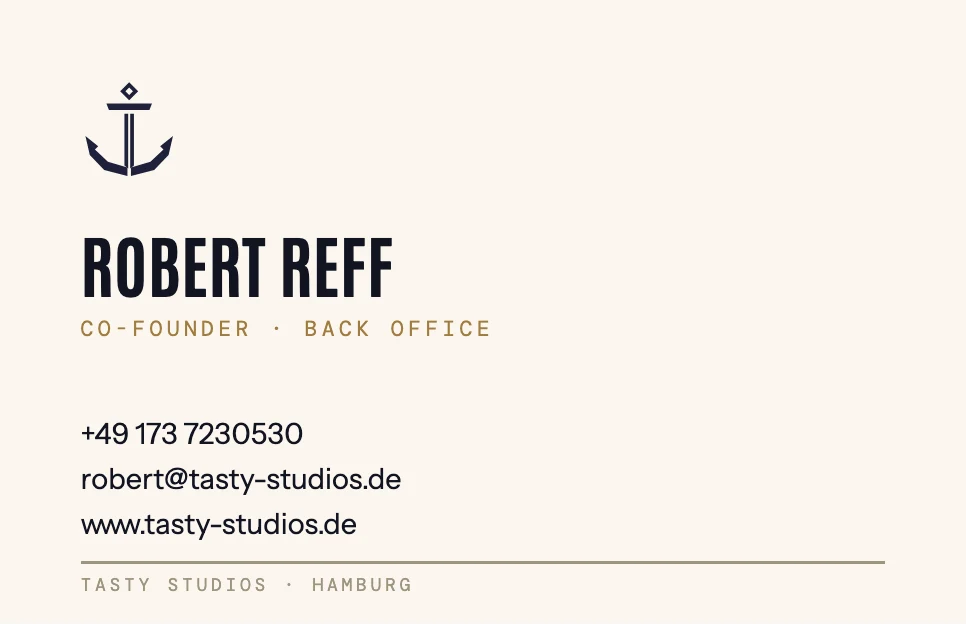 ROBERT REFF
CO-FOUNDER · BACK OFFICE
+49 173 7230530
robert@tasty-studios.de
www.tasty-studios.de
TASTY STUDIOS · HAMBURG